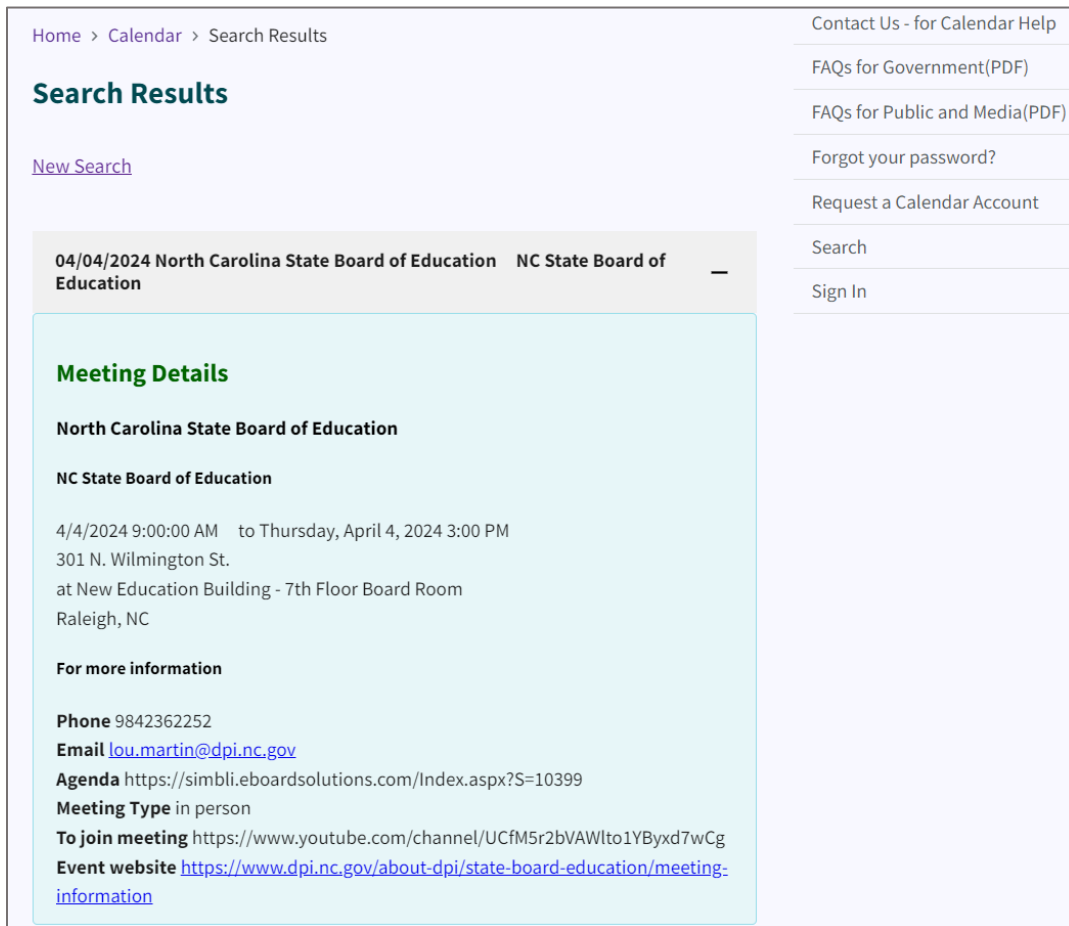 Home > Calendar > Search Results
Search Results
New Search
04/04/2024 North Carolina State Board of Education NC State Board of
Education
Meeting Details
North Carolina State Board of Education
NC State Board of Education
4/4/2024 9:00:00 AM to Thursday, April 4, 2024 3:00 PM
301 N. Wilmington St.
at New Education Building - 7th Floor Board Room
Raleigh, NC
For more information
Phone 9842362252
Email lou.martin@dpi.nc.gov
Agenda https://simbli.eboardsolutions.com/Index.aspx?S=10399
Meeting Type in person
To join meeting https://www.youtube.com/channel/UCfM5r2bVAWlto1YByxd7wCg
Event website https://www.dpi.nc.gov/about-dpi/state-board-education/meeting-
information
Contact Us - for Calendar Help
FAQs for Government(PDF)
FAQs for Public and Media(PDF)
Forgot your password?
Request a Calendar Account
Search
Sign In